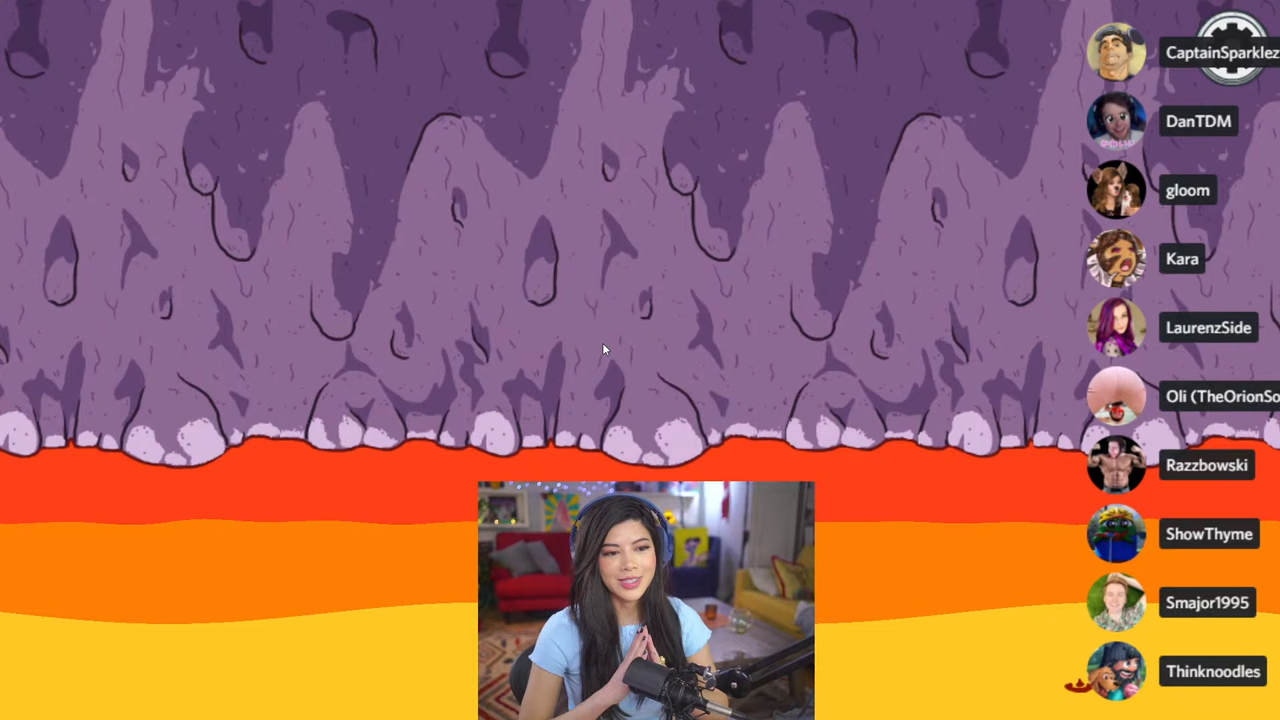 CaptainSparklez
DanTDM
gloom
Kara
LaurenzSide
Oli (TheOrionSo
Razzbowski
ShowThyme
Smajor1995
Thinknoodles